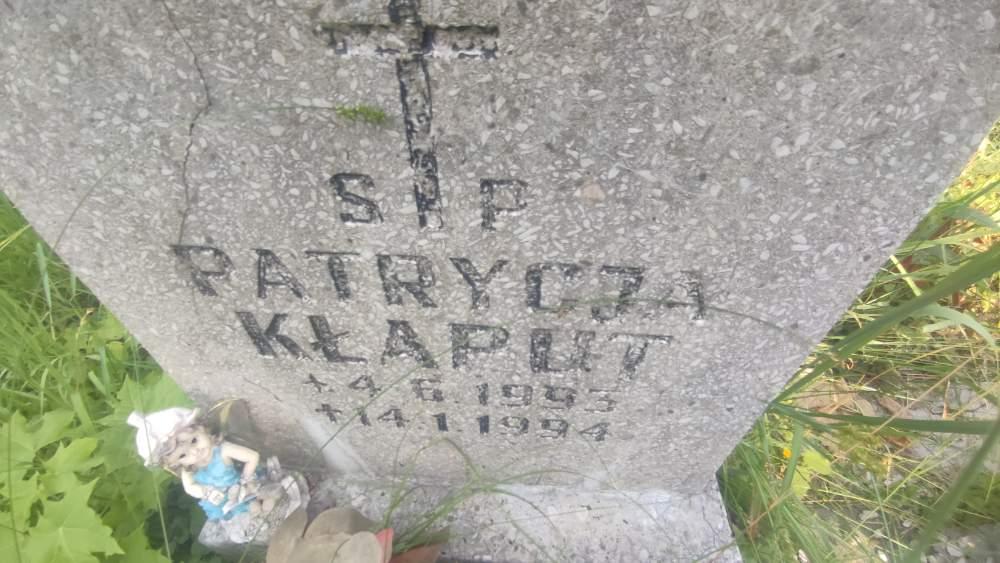 S P
PATRYCJA
KŁAPUT
* 4.6.1993
+ 14.1.1994